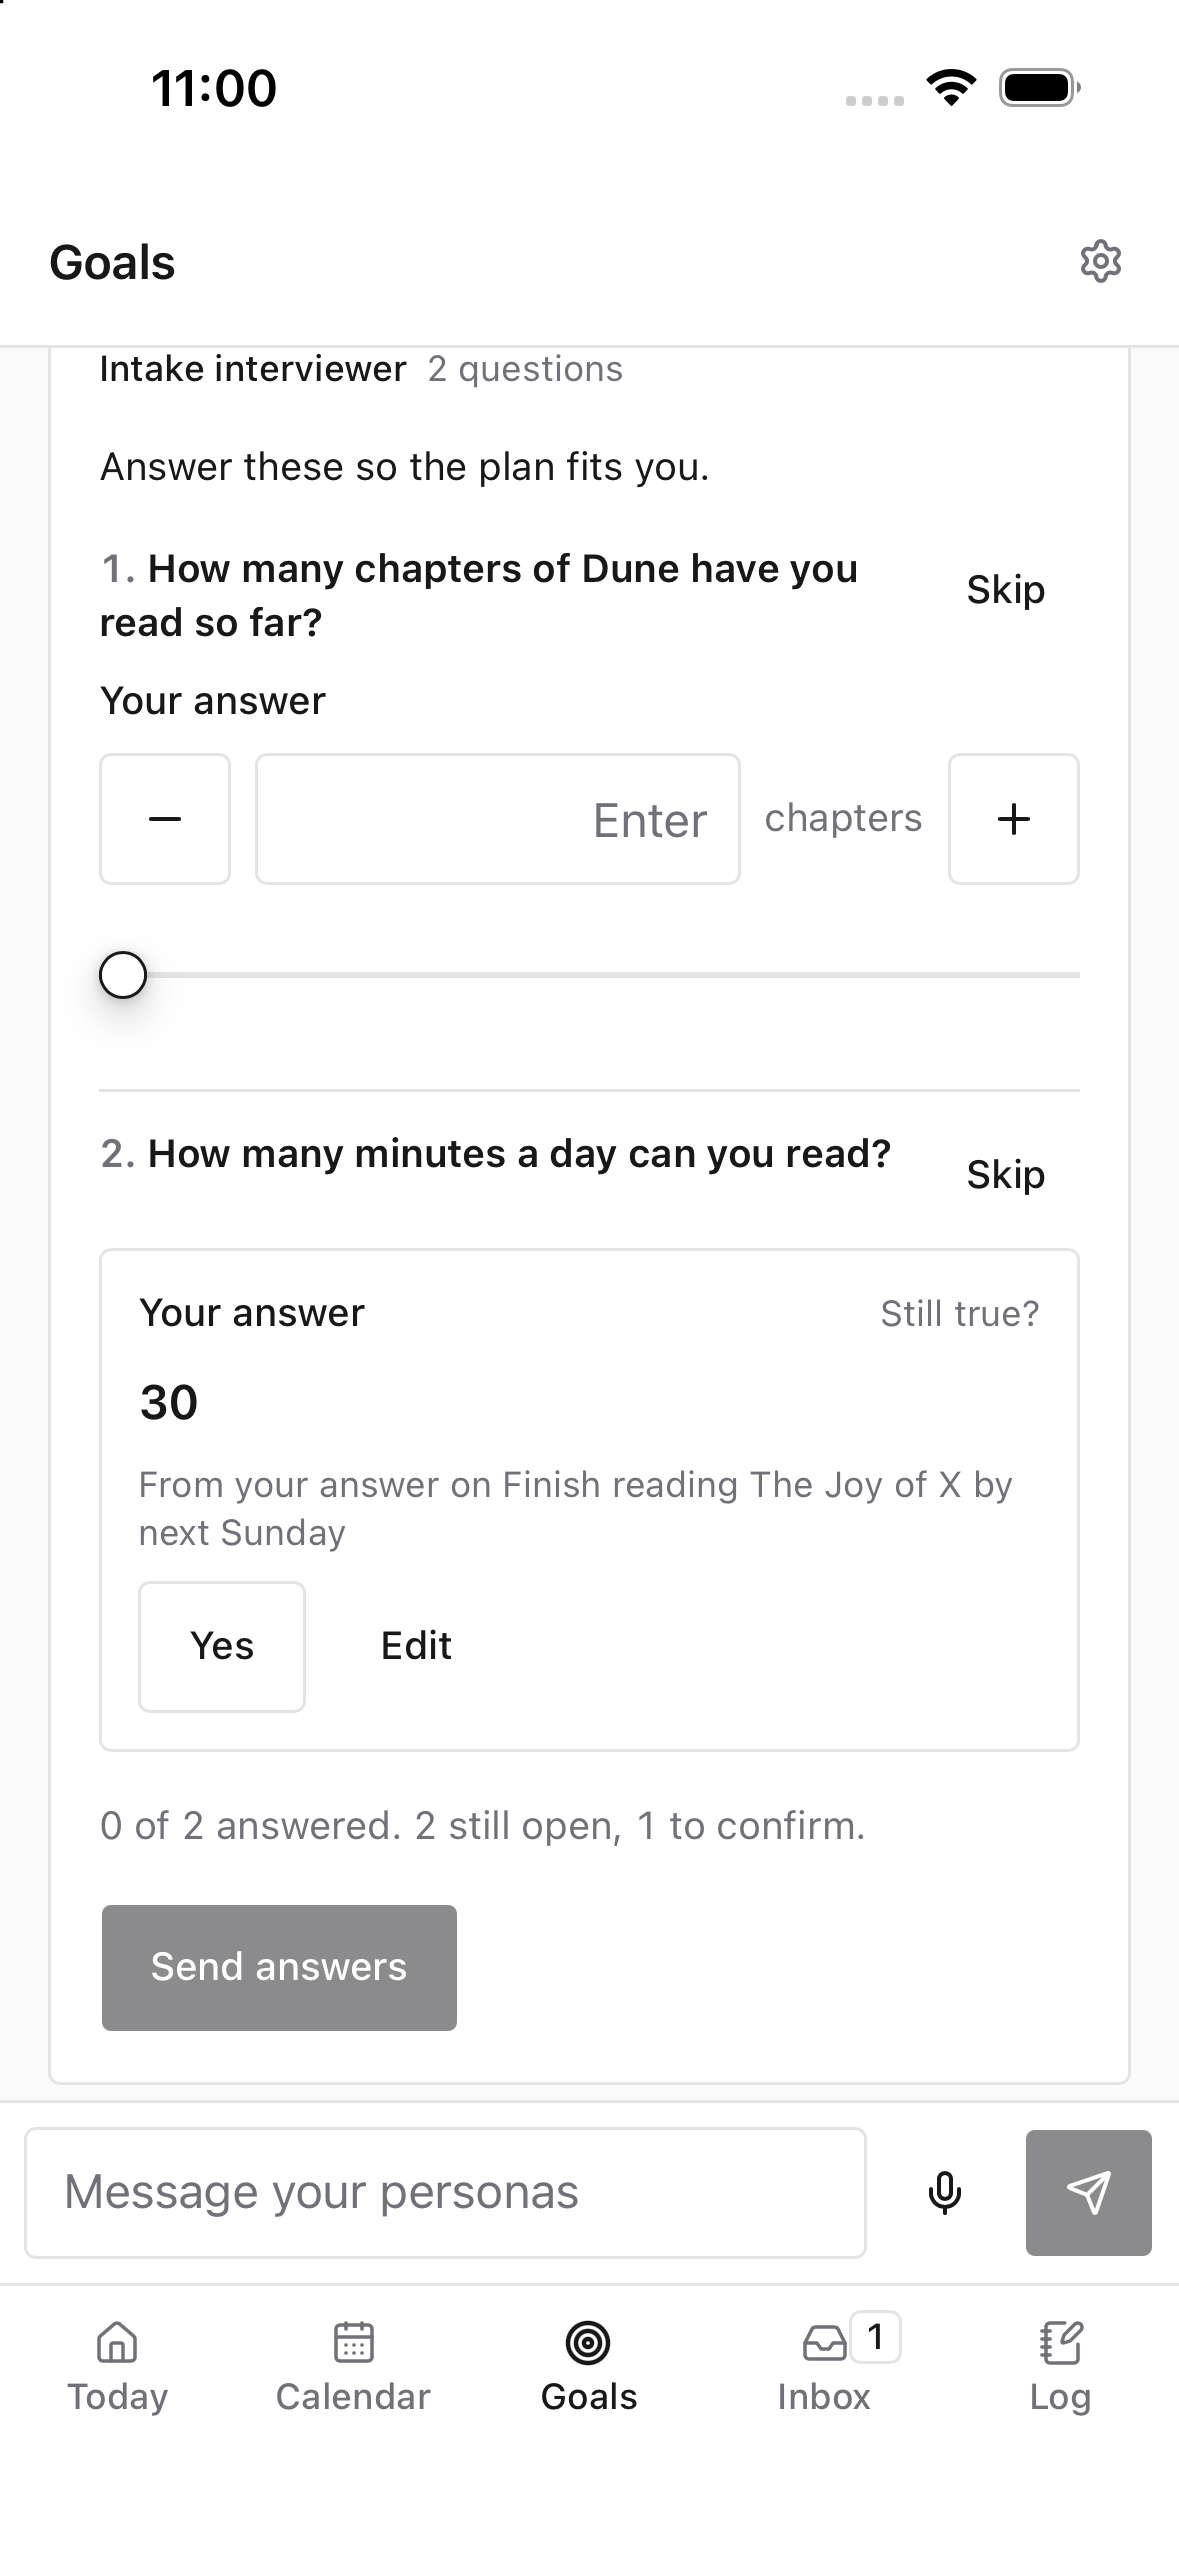 11:00
Goals
Intake interviewer 2 questions
Answer these so the plan fits you.
1. How many chapters of Dune have you
read so far?
Skip
Your answer
Enter
chapters
2. How many minutes a day can you read?
Skip
Your answer
Still true?
30
From your answer on Finish reading The Joy of X by
next Sunday
Yes
Edit
0 of 2 answered. 2 still open, 1 to confirm.
Send answers
Message your personas
1
Today
Calendar
Goals
Inbox
Log